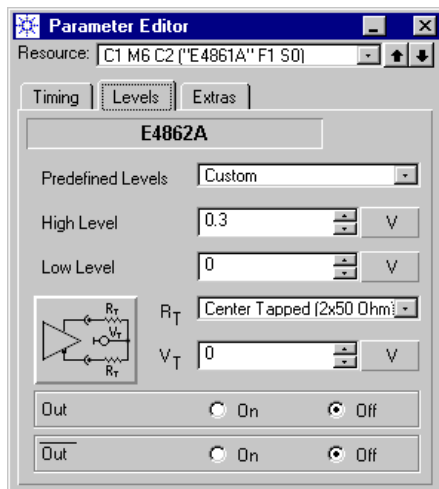 Parameter Editor
Resource: C1 M6 C2 ("E4861A" F1 S0)
Timing Levels Extras
E4862A
Predefined Levels Custom
High Level 0.3 V
Low Level 0 V
RT VT RT RT Center Tapped (2x50 Ohm)
VT 0 V
Out On Off
Out On Off